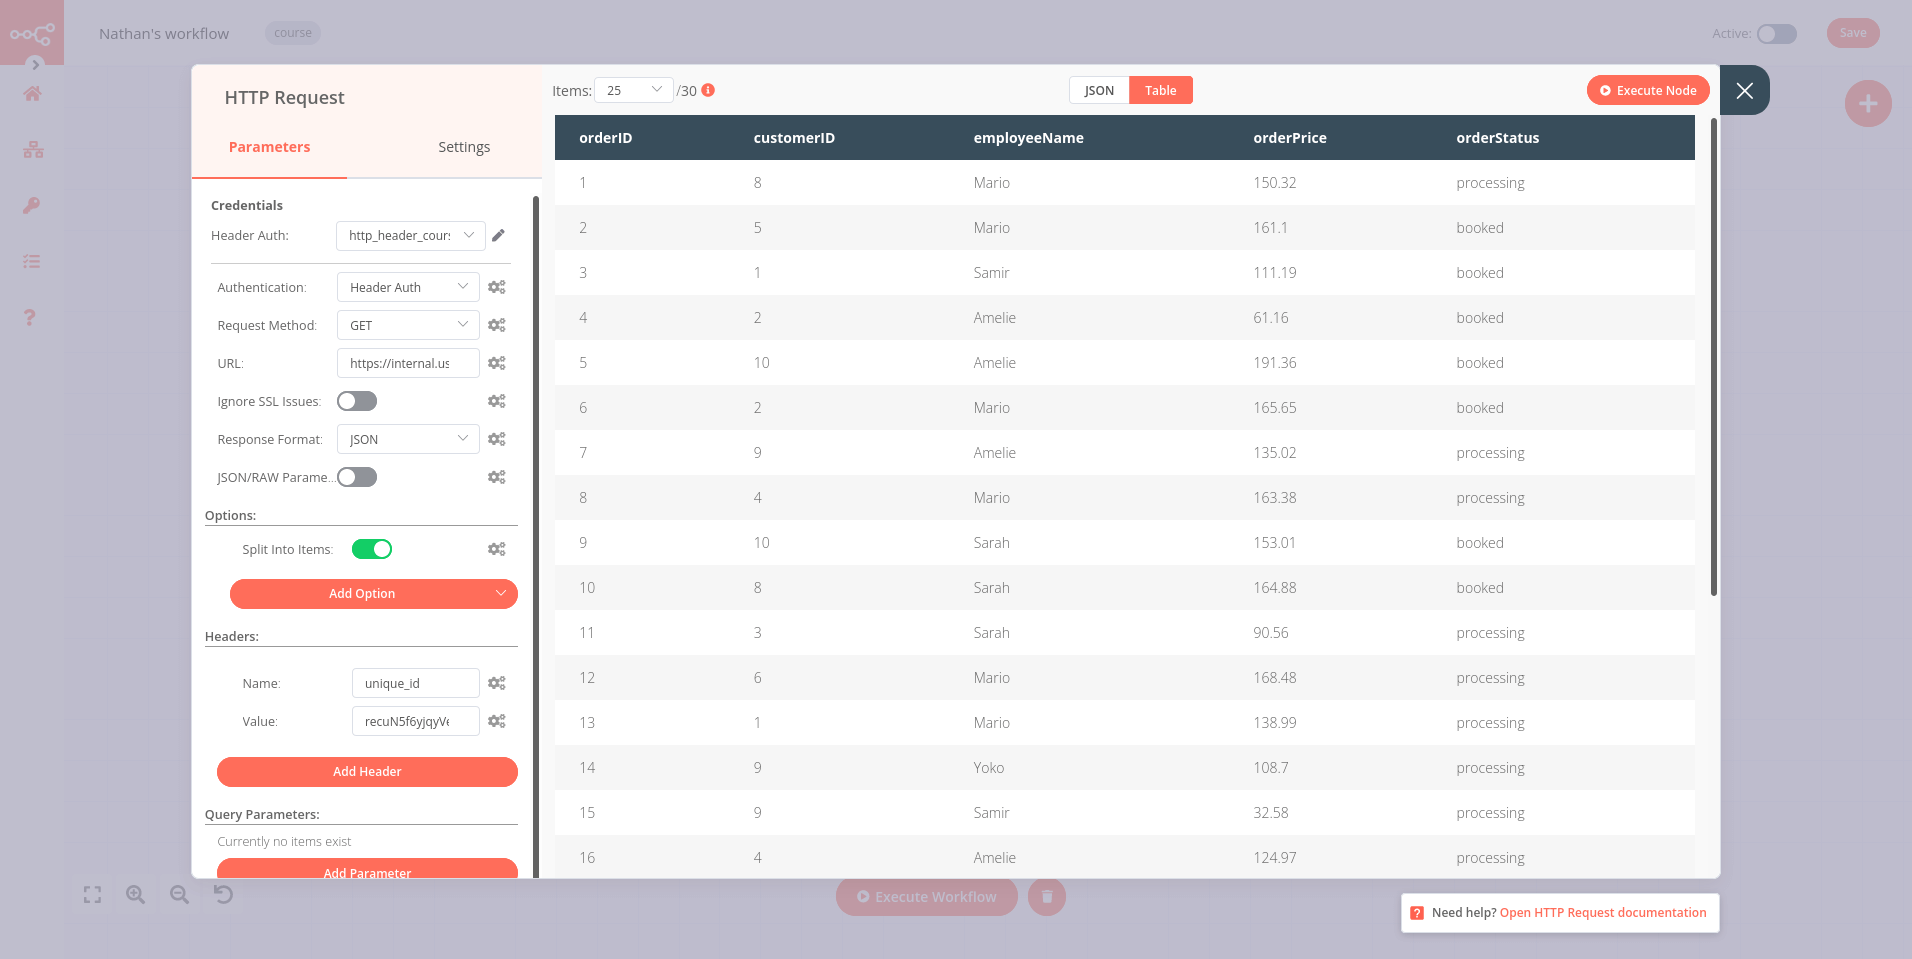 Nathan's workflow course Active: Save
HTTP Request
Parameters Settings
Credentials
Header Auth: http_header_cour
Authentication: Header Auth
Request Method: GET
URL: https://internal.us
Ignore SSL Issues:
Response Format: JSON
JSON/RAW Parame...
Options:
Split Into Items:
Add Option
Headers:
Name: unique_id
Value: recuN5f6yjqyV
Add Header
Query Parameters:
Currently no items exist
Add Parameter
Items: 25 /30 JSON Table Execute Node
orderID customerID employeeName orderPrice orderStatus
1 8 Mario 150.32 processing
2 5 Mario 161.1 booked
3 1 Samir 111.19 booked
4 2 Amelie 61.16 booked
5 10 Amelie 191.36 booked
6 2 Mario 165.65 booked
7 9 Amelie 135.02 processing
8 4 Mario 163.38 processing
9 10 Sarah 153.01 booked
10 8 Sarah 164.88 booked
11 3 Sarah 90.56 processing
12 6 Mario 168.48 processing
13 1 Mario 138.99 processing
14 9 Yoko 108.7 processing
15 9 Samir 32.58 processing
16 4 Amelie 124.97 processing
Execute Workflow
Need help? Open HTTP Request documentation